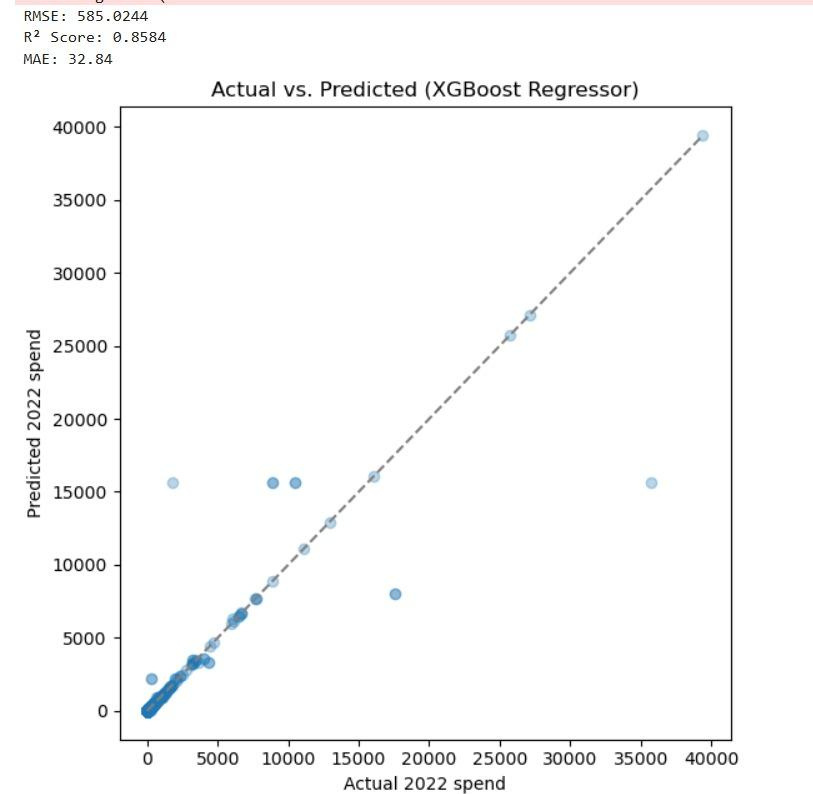 RMSE: 585.0244
R² Score: 0.8584
MAE: 32.84
Actual vs. Predicted (XGBoost Regressor)
40000
35000
30000
25000
20000
15000
10000
5000
0
Predicted 2022 spend
0 5000 10000 15000 20000 25000 30000 35000 40000
Actual 2022 spend